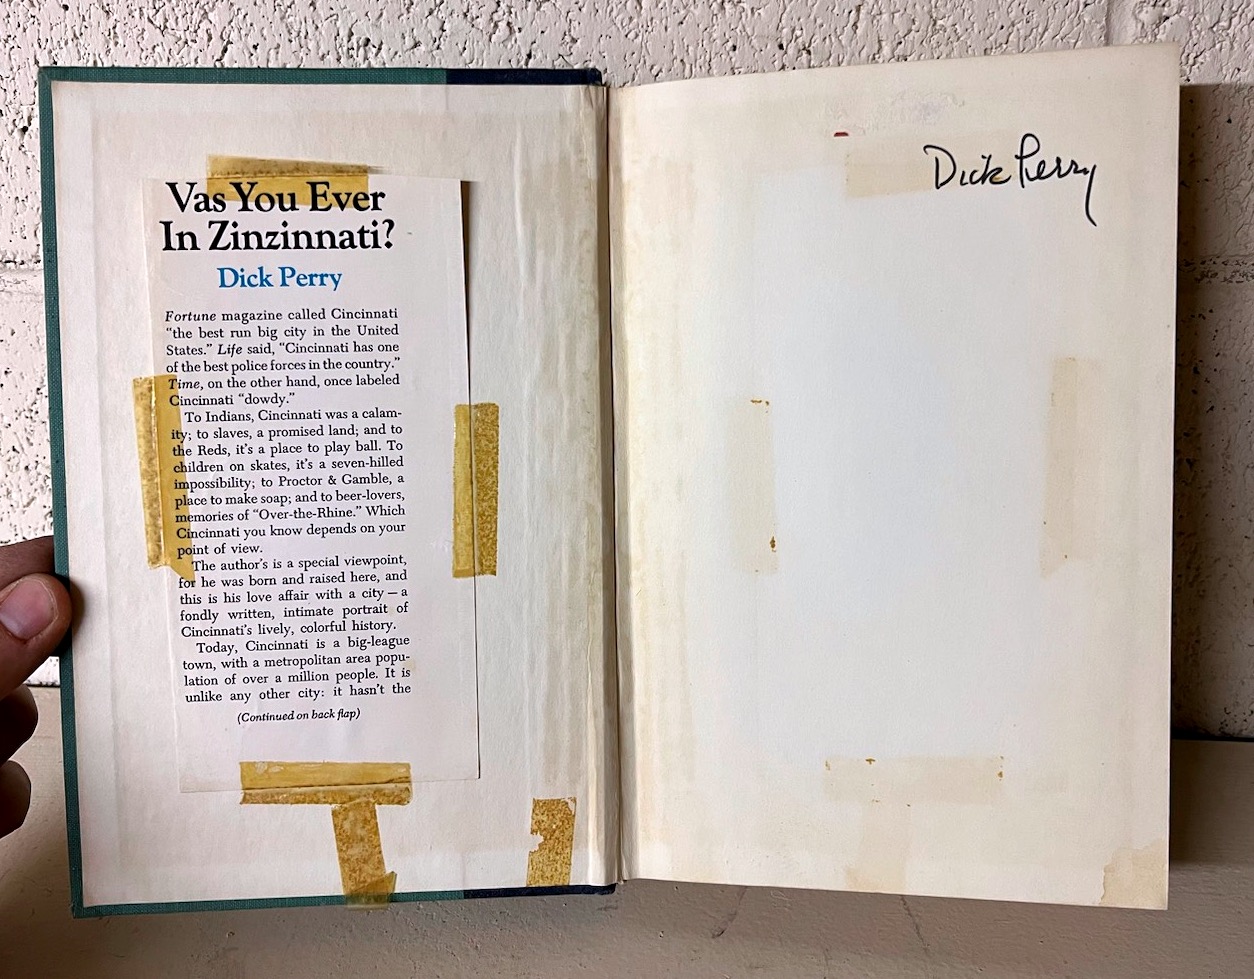 Vas You Ever
In Zinzinnati?
Dick Perry
Fortune magazine called Cincinnati
“the best run big city in the United
States.” Life said, “Cincinnati has one
of the best police forces in the country.”
Time, on the other hand, once labeled
Cincinnati “dowdy.”
To Indians, Cincinnati was a calam-
ity; to slaves, a promised land; and to
the Reds, it’s a place to play ball. To
children on skates, it’s a seven-hilled
impossibility; to Proctor & Gamble, a
place to make soap; and to beer-lovers,
memories of “Over-the-Rhine.” Which
Cincinnati you know depends on your
point of view.
The author’s is a special viewpoint,
for he was born and raised here, and
this is his love affair with a city — a
fondly written, intimate portrait of
Cincinnati’s lively, colorful history.
Today, Cincinnati is a big-league
town, with a metropolitan area popu-
lation of over a million people. It is
unlike any other city: it hasn’t the
(Continued on back flap)
Dick Perry